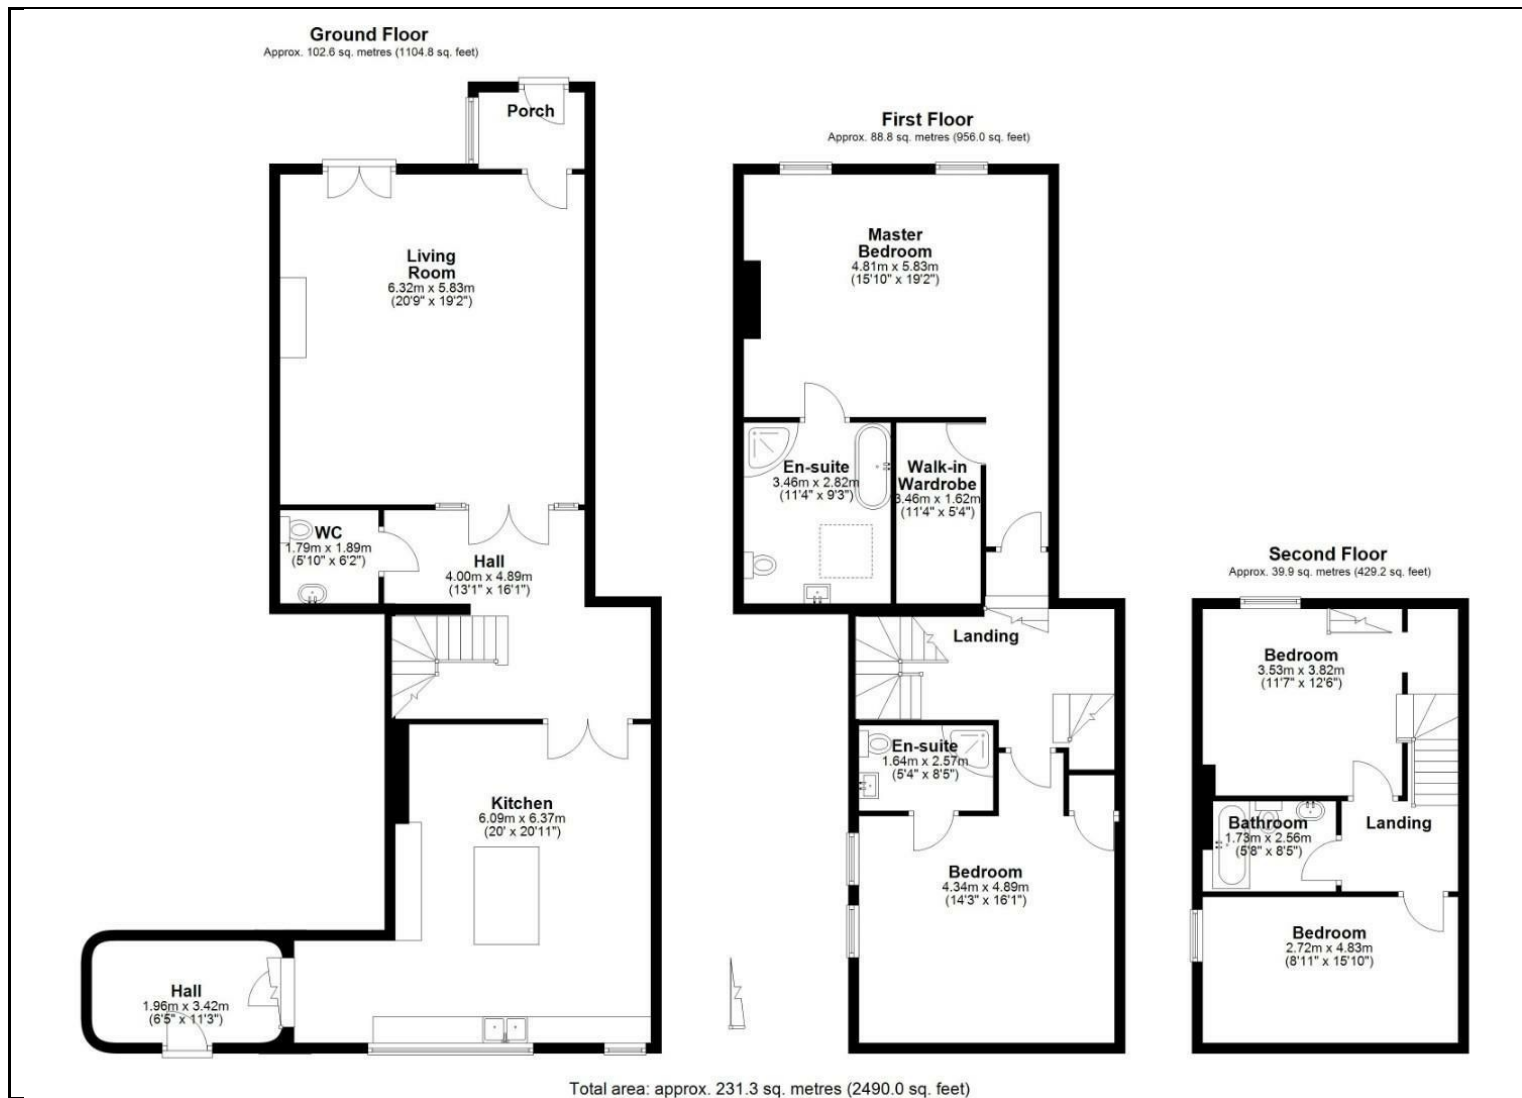 Ground Floor
Approx. 102.6 sq. metres (1104.8 sq. feet)
Porch
Living
Room
6.32m x 5.83m
(20'9" x 19'2")
WC
1.79m x 1.89m
(5'10" x 6'2")
Hall
4.00m x 4.89m
(13'1" x 16'1")
Kitchen
6.09m x 6.37m
(20' x 20'11")
Hall
1.96m x 3.42m
(6'5" x 11'3")
First Floor
Approx. 88.8 sq. metres (956.0 sq. feet)
Master
Bedroom
4.81m x 5.83m
(15'10" x 19'2")
En-suite
3.46m x 2.82m
(11'4" x 9'3")
Walk-in
Wardrobe
3.46m x 1.62m
(11'4" x 5'4")
Landing
En-suite
1.64m x 2.57m
(5'4" x 8'5")
Bedroom
4.34m x 4.89m
(14'3" x 16'1")
Second Floor
Approx. 39.9 sq. metres (429.2 sq. feet)
Bedroom
3.53m x 3.82m
(11'7" x 12'6")
Bathroom
1.73m x 2.56m
(5'8" x 8'5")
Landing
Bedroom
2.72m x 4.83m
(8'11" x 15'10")
Total area: approx. 231.3 sq. metres (2490.0 sq. feet)